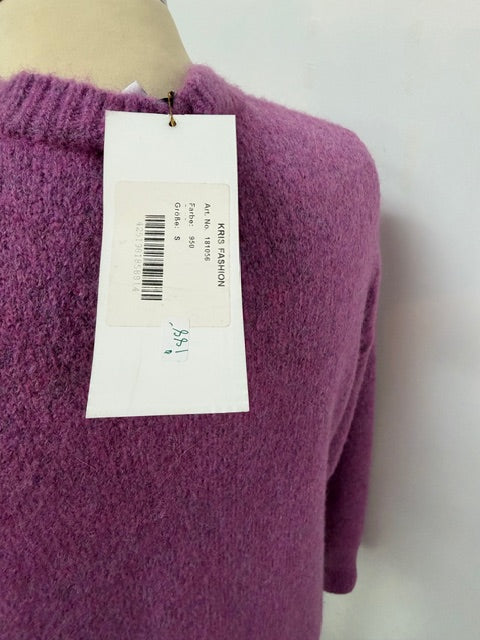 KRIS FASHION
Art. No. 181056
Farbe: 950
Größe: S